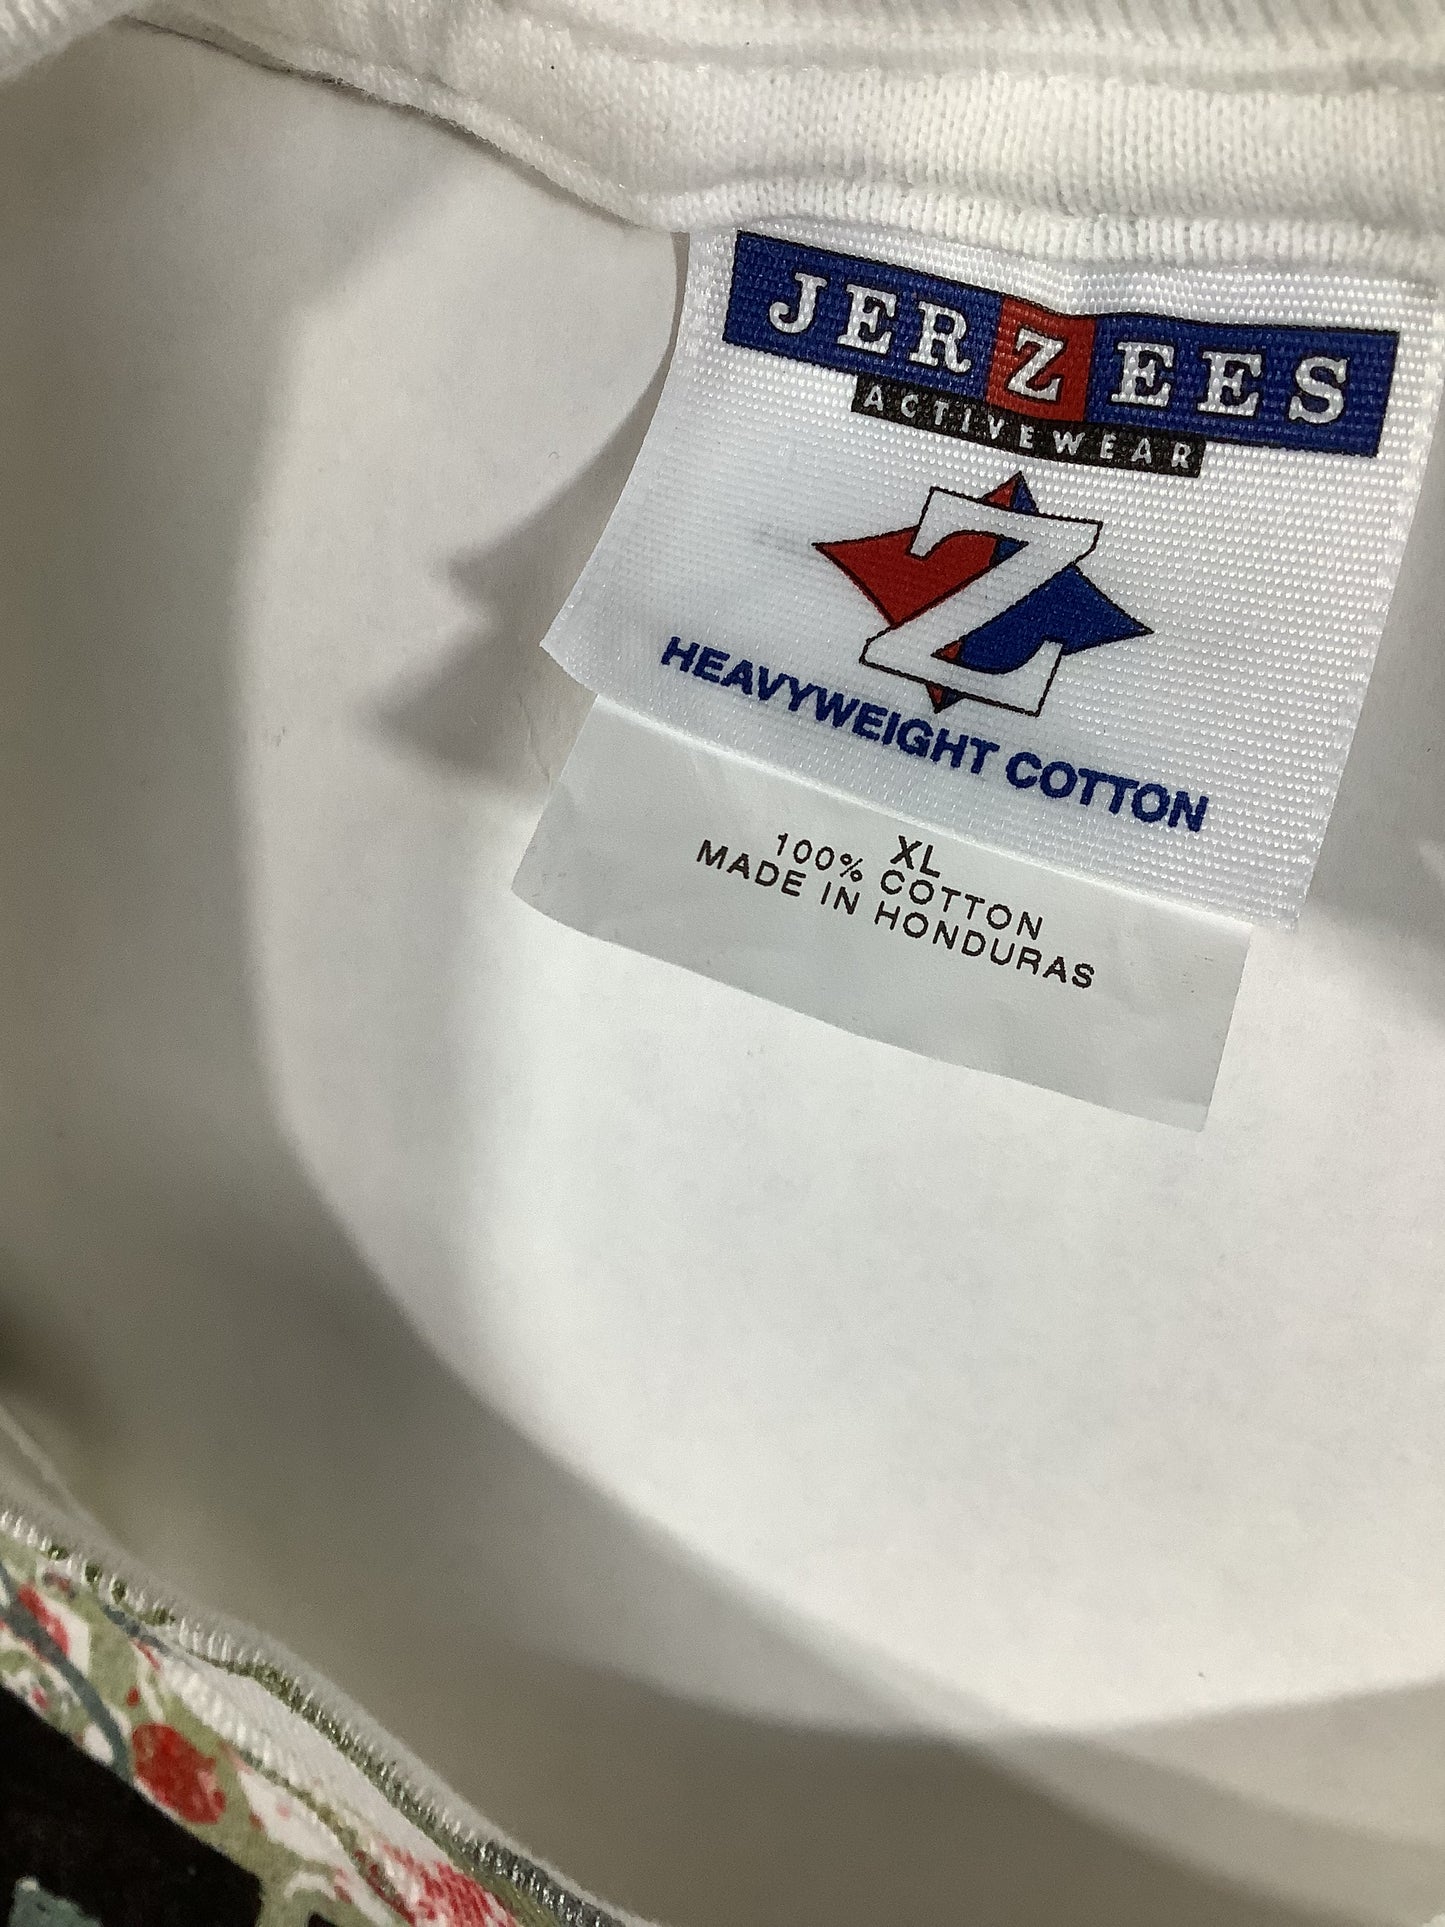 JERZEES
ACTIVEWEAR
Z
HEAVYWEIGHT COTTON
XL
100% COTTON
MADE IN HONDURAS